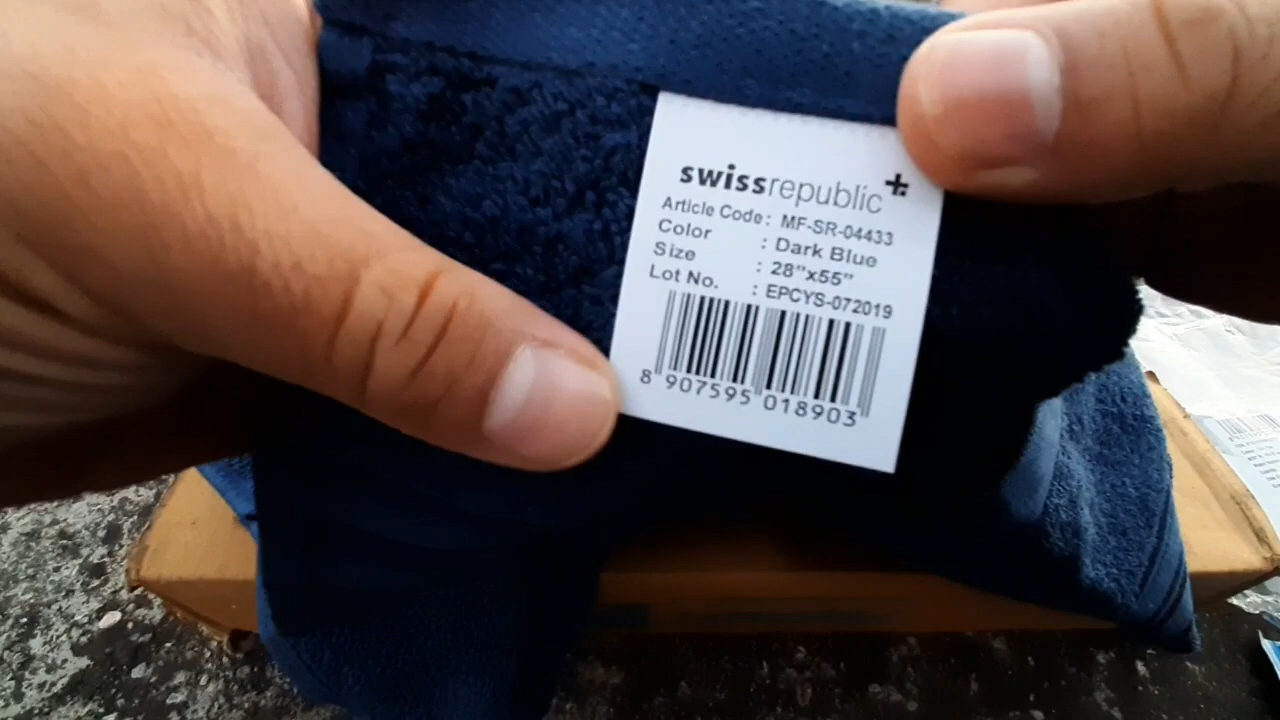 swissrepublic
Article Code : MF-SR-04433
Color : Dark Blue
Size : 28"x55"
Lot No. : EPCYS-072019
8 907595 018903